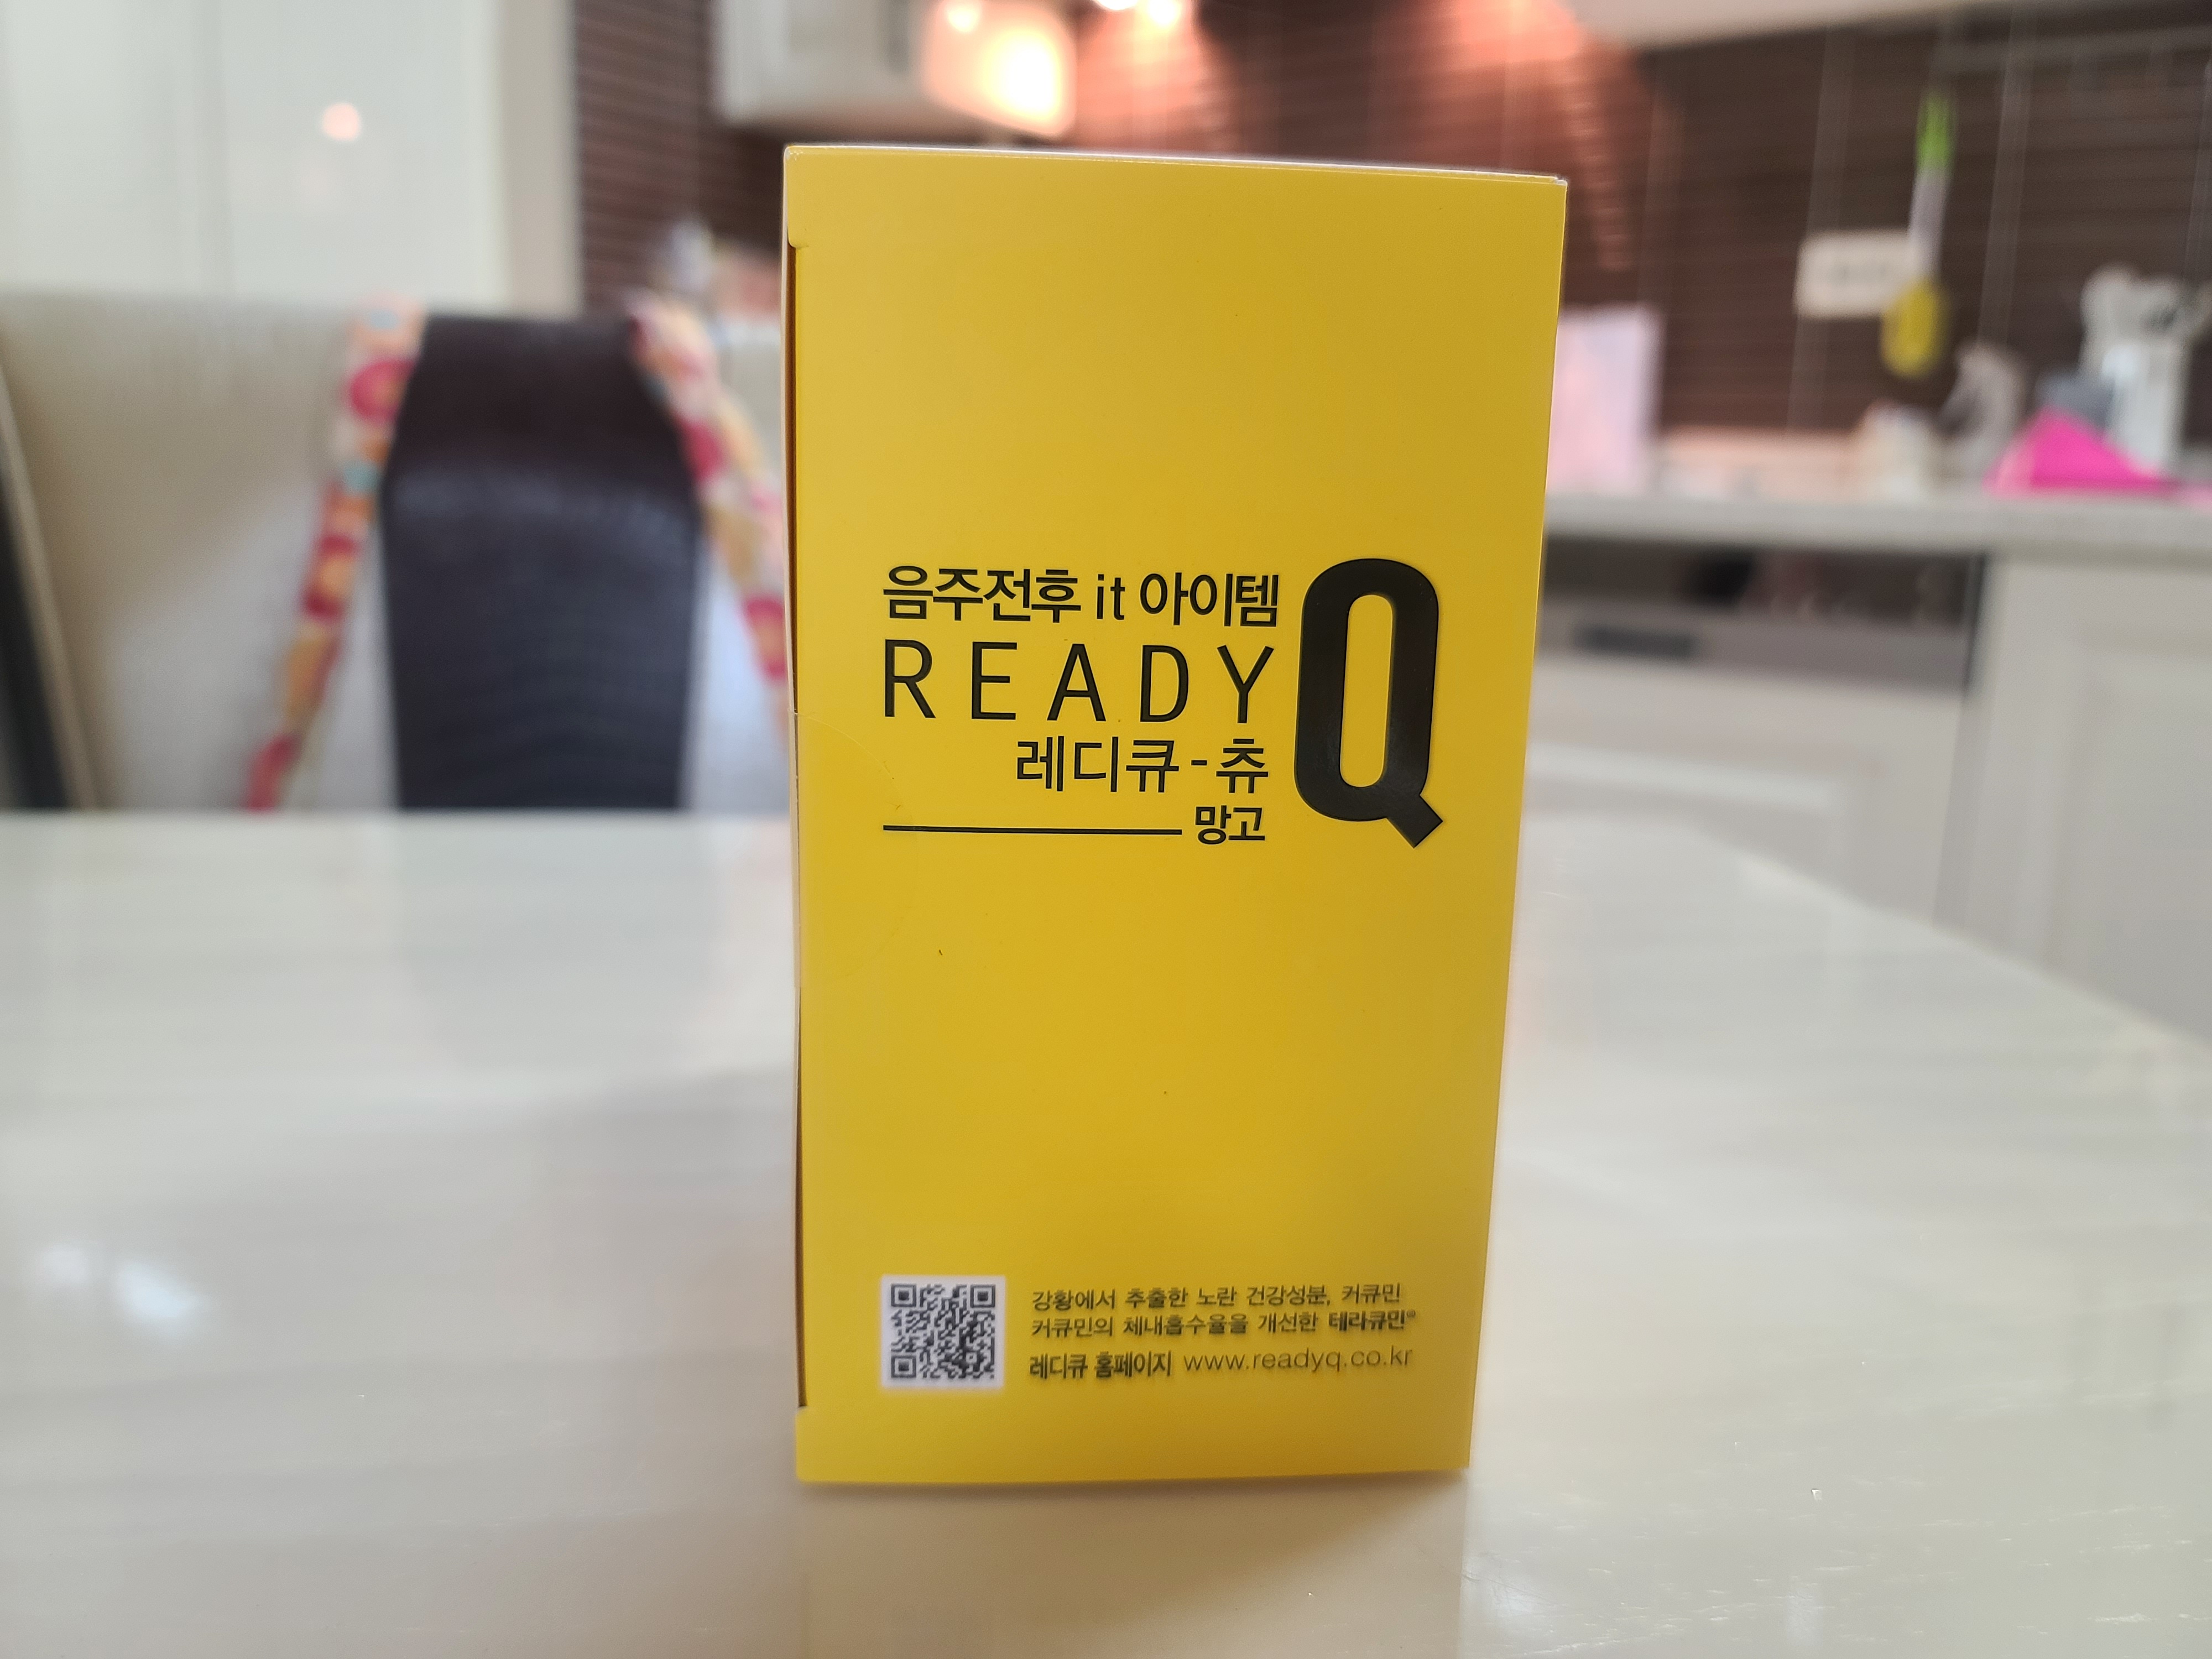 음주전후 it 아이템
READY Q
레디큐 - 츄
망고
강황에서 추출한 노란 건강성분, 커큐민
커큐민의 체내흡수율을 개선한 테라큐민®
레디큐 홈페이지 www.readyq.co.kr